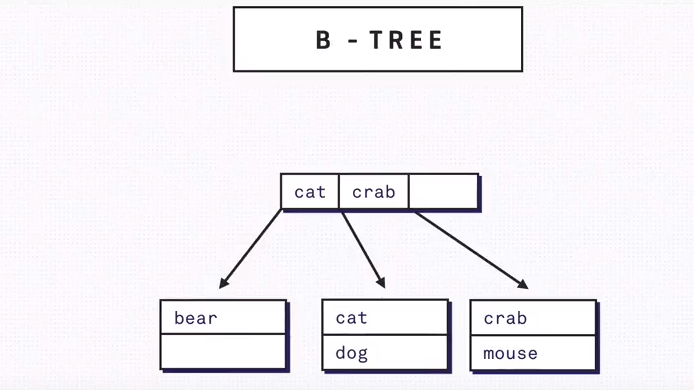 B - TREE
cat crab
bear
cat
dog
crab
mouse